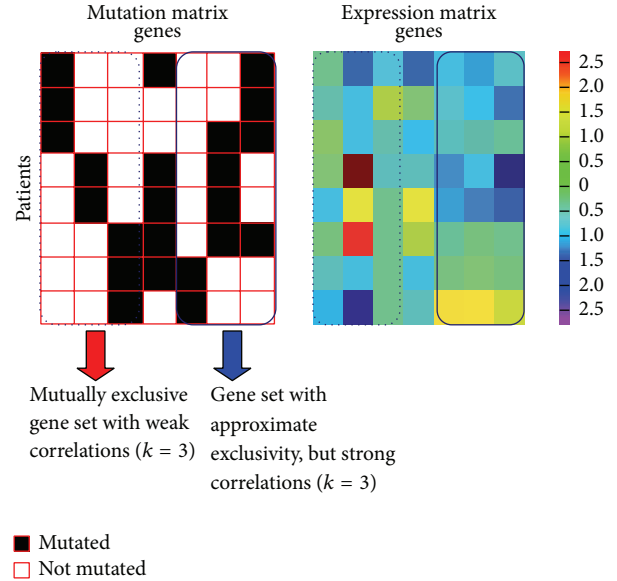 Mutation matrix
genes
Expression matrix
genes
Patients
2.5
2.0
1.5
1.0
0.5
0
0.5
1.0
1.5
2.0
2.5
Mutually exclusive
gene set with weak
correlations (k = 3)
Gene set with
approximate
exclusivity, but strong
correlations (k = 3)
Mutated
Not mutated